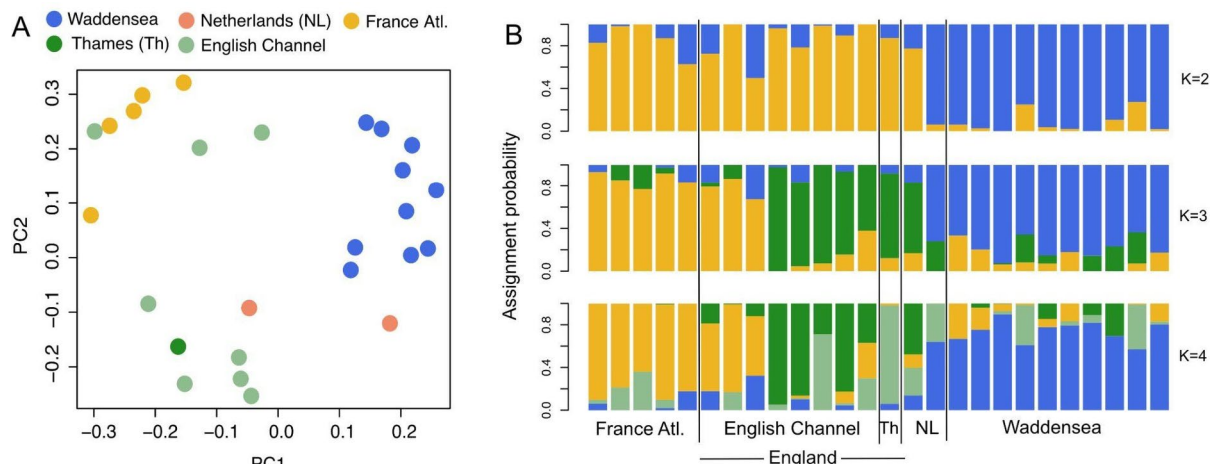 A
Waddensea
Netherlands (NL)
France Atl.
Thames (Th)
English Channel
PC2
0.3
0.2
0.1
0.0
−0.1
−0.2
−0.3
−0.2
−0.1
0.0
0.1
0.2
PC1
B
Assignment probability
0.8
0.4
0.0
K=2
0.8
0.4
0.0
K=3
0.8
0.4
0.0
K=4
France Atl.
English Channel
Th
NL
Waddensea
England